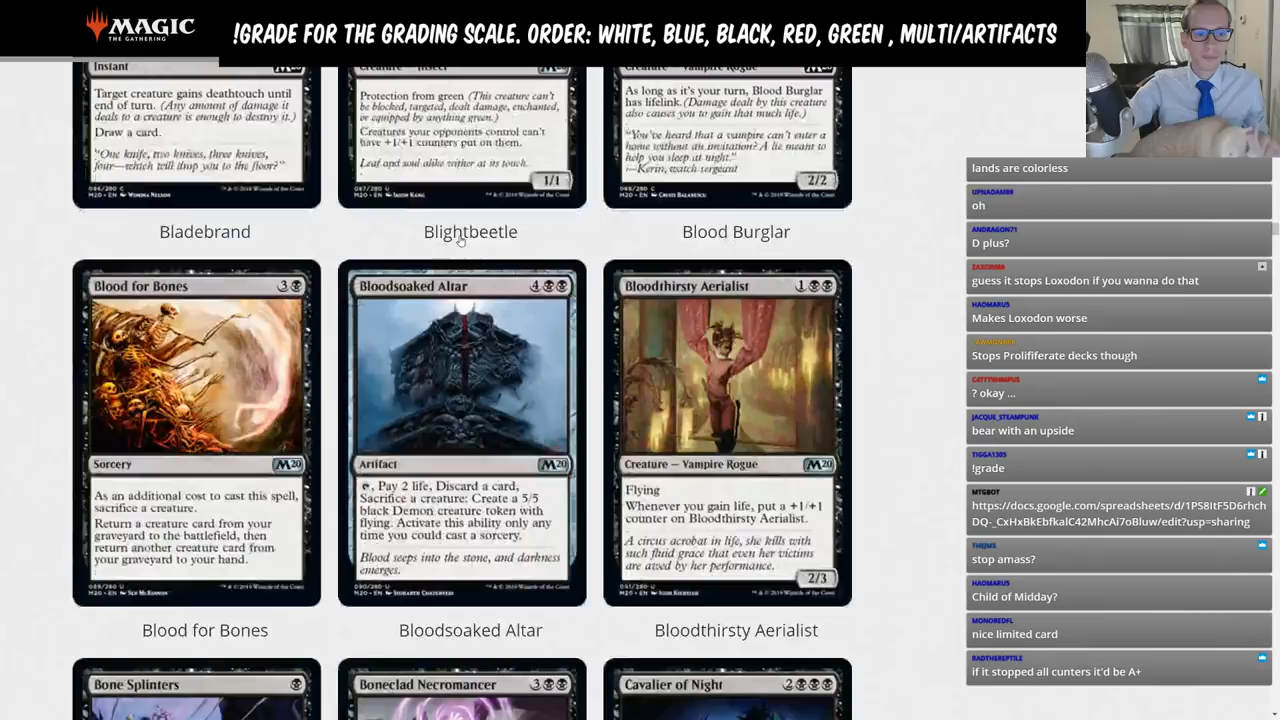 MAGIC
THE GATHERING
!GRADE FOR THE GRADING SCALE. ORDER: WHITE, BLUE, BLACK, RED, GREEN , MULTI/ARTIFACTS
Instant
Target creature gains deathtouch until
end of turn. (Any amount of damage it
deals to a creature is enough to destroy it.)
Draw a card.
"One knife, two knives, three knives,
four—which will drop you to the floor?"
Bladebrand
Creature — Insect
Protection from green (This creature can't
be blocked, targeted, dealt damage, enchanted,
or equipped by anything green.)
Creatures your opponents control can't
have +1/+1 counters put on them.
Leaf and soul alike wither at its touch.
1/1
Blightbeetle
Creature — Vampire Rogue
As long as it's your turn, Blood Burglar
has lifelink. (Damage dealt by this creature
also causes you to gain that much life.)
"You've heard that a vampire can't enter a
home without an invitation? A lie meant to
help you sleep at night."
—Kerin, watch sergeant
2/2
Blood Burglar
Blood for Bones 3
Sorcery M20
As an additional cost to cast this spell,
sacrifice a creature.
Return a creature card from your
graveyard to the battlefield, then
return another creature card from
your graveyard to your hand.
Blood for Bones
Bloodsoaked Altar 4
Artifact M20
, Pay 2 life, Discard a card,
Sacrifice a creature: Create a 5/5
black Demon creature token with
flying. Activate this ability only any
time you could cast a sorcery.
Blood seeps into the stone, and darkness
emerges.
Bloodsoaked Altar
Bloodthirsty Aerialist 1
Creature — Vampire Rogue M20
Flying
Whenever you gain life, put a +1/+1
counter on Bloodthirsty Aerialist.
A circus acrobat in life, she kills with
such fluid grace that even her victims
are awed by her performance.
2/3
Bloodthirsty Aerialist
Bone Splinters
Boneclad Necromancer 3
Cavalier of Night 2
lands are colorless
UPNADAM89
oh
ANDRAGON71
D plus?
guess it stops Loxodon if you wanna do that
HAOMARUS
Makes Loxodon worse
Stops Prolififerate decks though
? okay ...
JACQUE_STEAMPUNK
bear with an upside
TIGGA1305
!grade
MTGBOT
https://docs.google.com/spreadsheets/d/1PS8ItF5D6rhch
DQ-_CxHxBkEbfkalC42MhcAi7oBluw/edit?usp=sharing
THEJMS
stop amass?
HAOMARUS
Child of Midday?
MONOREDFL
nice limited card
RADTHEREPTILE
if it stopped all cunters it'd be A+